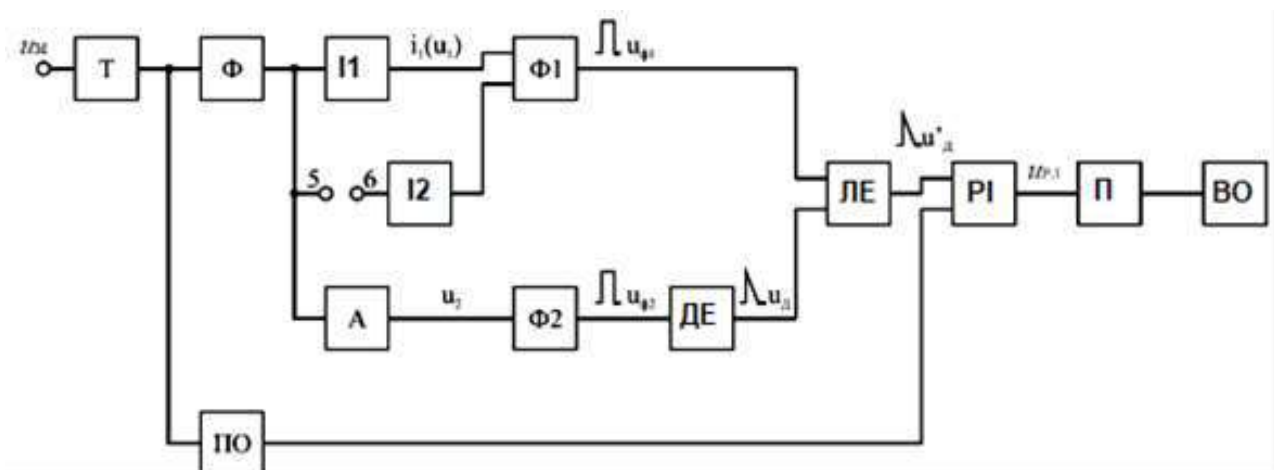 Т
Ф
І1
i₁(u₁)
Ф1
uф₁
5
6
І2
ЛЕ
u*д
РІ
П
ВО
А
u₂
Ф2
uф₂
ДЕ
uд
ПО